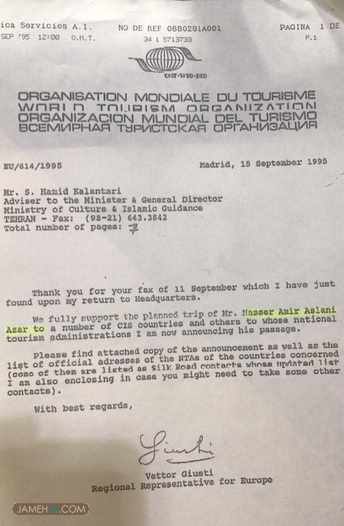 ica Servicios A.I. NO DE REF 0880291A001 PAGINA 1 DE
SEP '95 12:00 O.M.T. 34 1 5713733 P.1
OMT-WTO-BTO
ORGANISATION MONDIALE DU TOURISME
WORLD TOURISM ORGANIZATION
ORGANIZACION MUNDIAL DEL TURISMO
ВСЕМИРНАЯ ТУРИСТСКАЯ ОРГАНИЗАЦИЯ
EU/614/1995 Madrid, 15 September 1995
Mr. S. Hamid Kalantari
Adviser to the Minister & General Director
Ministry of Culture & Islamic Guidance
TEHRAN - Fax: (98-21) 643.3842
Total number of pages:
Thank you for your fax of 11 September which I have just
found upon my return to Headquarters.
We fully support the planned trip of Mr. Nasser Amir Aslani
Azar to a number of CIS countries and others to whose national
tourism administrations I am now announcing his passage.
Please find attached copy of the announcement as well as the
list of official adresses of the NTAs of the countries concerned
(some of them are listed as Silk Road contacts whose updated list
I am also enclosing in case you might need to take some other
contacts).
With best regards,
Giusti
Vettor Giusti
Regional Representative for Europe